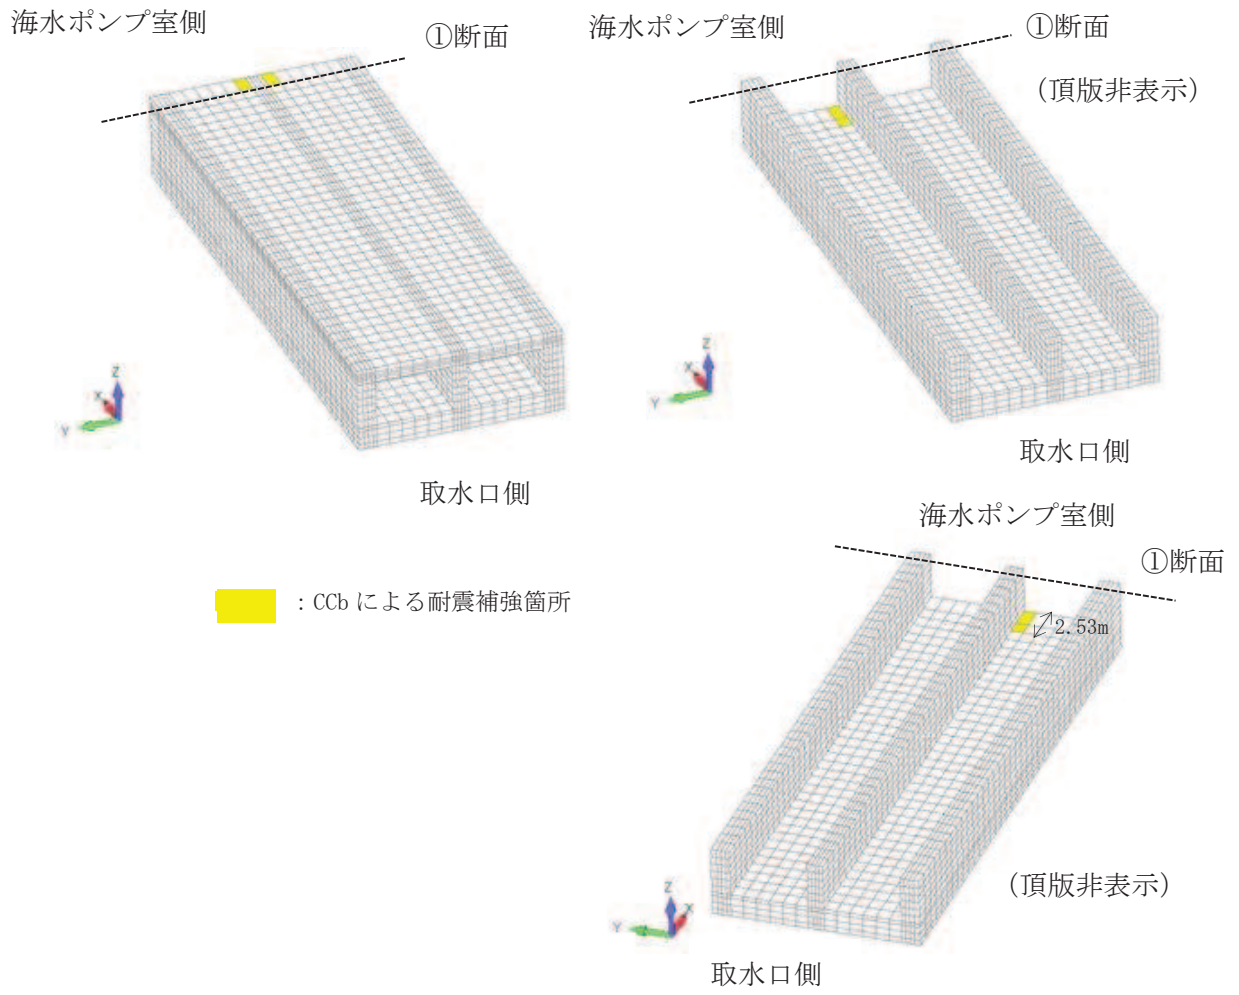 海水ポンプ室側
①断面
Z
X
Y
取水口側
海水ポンプ室側
①断面
(頂版非表示)
Z
X
Y
取水口側
:CCbによる耐震補強箇所
海水ポンプ室側
①断面
2.53m
(頂版非表示)
Z
X
Y
取水口側